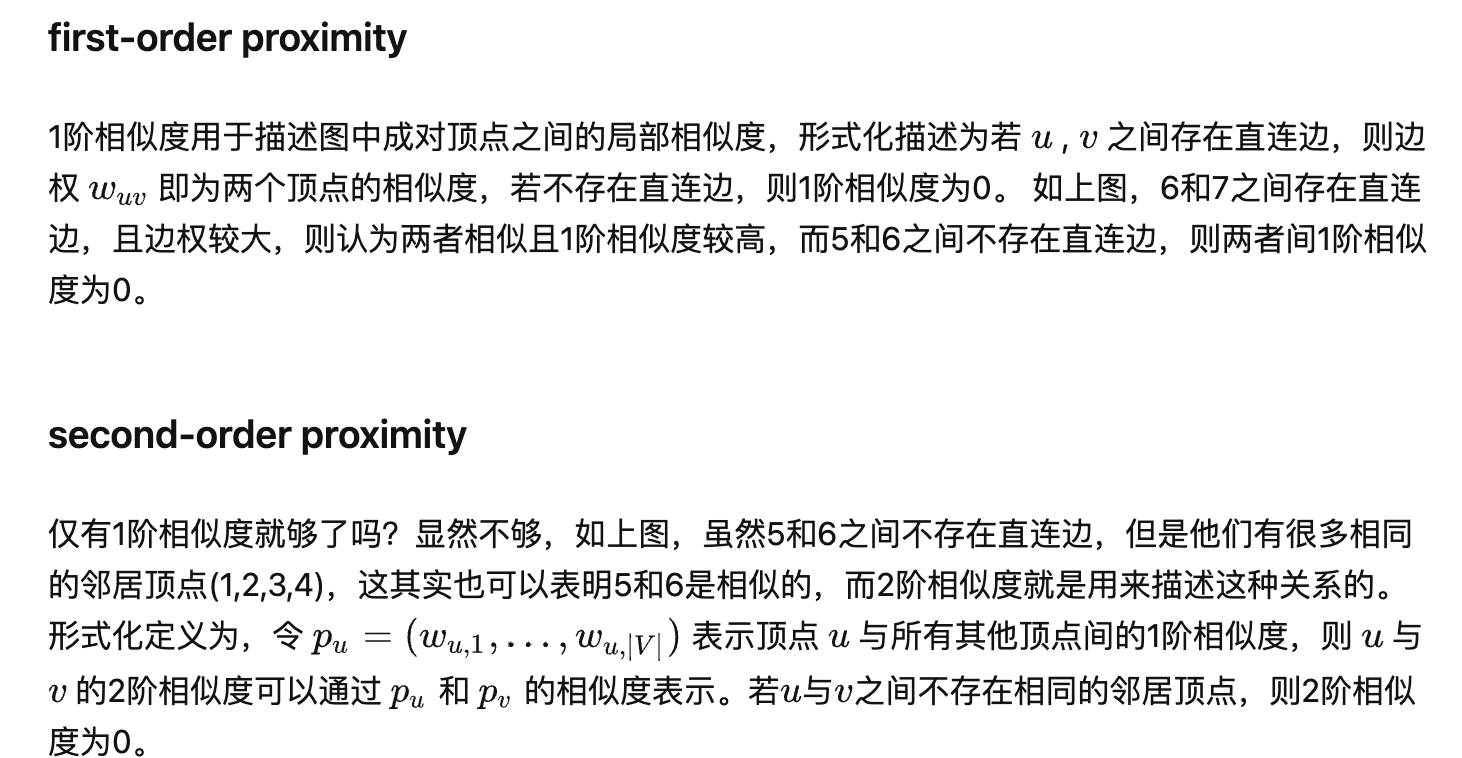 first-order proximity
1阶相似度用于描述图中成对顶点之间的局部相似度，形式化描述为若 u , v 之间存在直连边，则边
权 w_{uv} 即为两个顶点的相似度，若不存在直连边，则1阶相似度为0。 如上图，6和7之间存在直连
边，且边权较大，则认为两者相似且1阶相似度较高，而5和6之间不存在直连边，则两者间1阶相似
度为0。
second-order proximity
仅有1阶相似度就够了吗？显然不够，如上图，虽然5和6之间不存在直连边，但是他们有很多相同
的邻居顶点(1,2,3,4)，这其实也可以表明5和6是相似的，而2阶相似度就是用来描述这种关系的。
形式化定义为，令 p_u = (w_{u,1}, ..., w_{u,|V|}) 表示顶点 u 与所有其他顶点间的1阶相似度，则 u 与
v 的2阶相似度可以通过 p_u 和 p_v 的相似度表示。若u与v之间不存在相同的邻居顶点，则2阶相似
度为0。